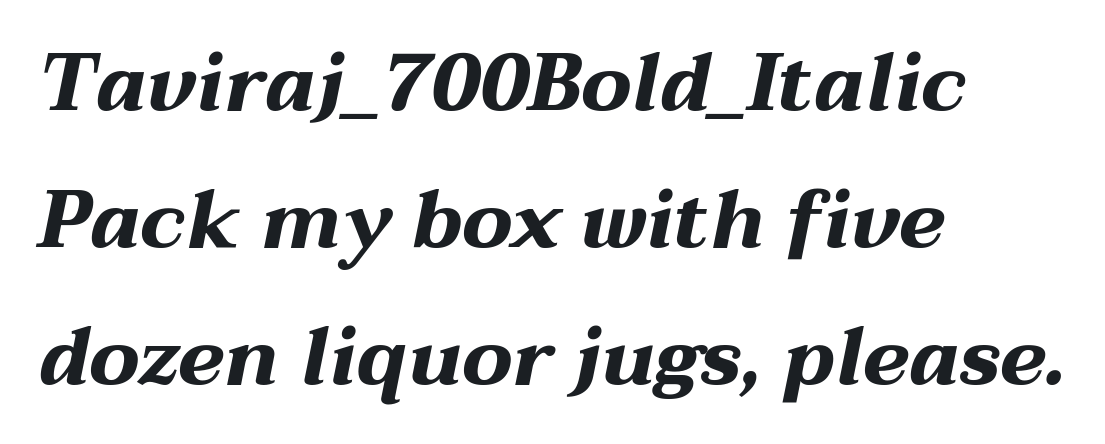 Taviraj_700Bold_Italic
Pack my box with five
dozen liquor jugs, please.